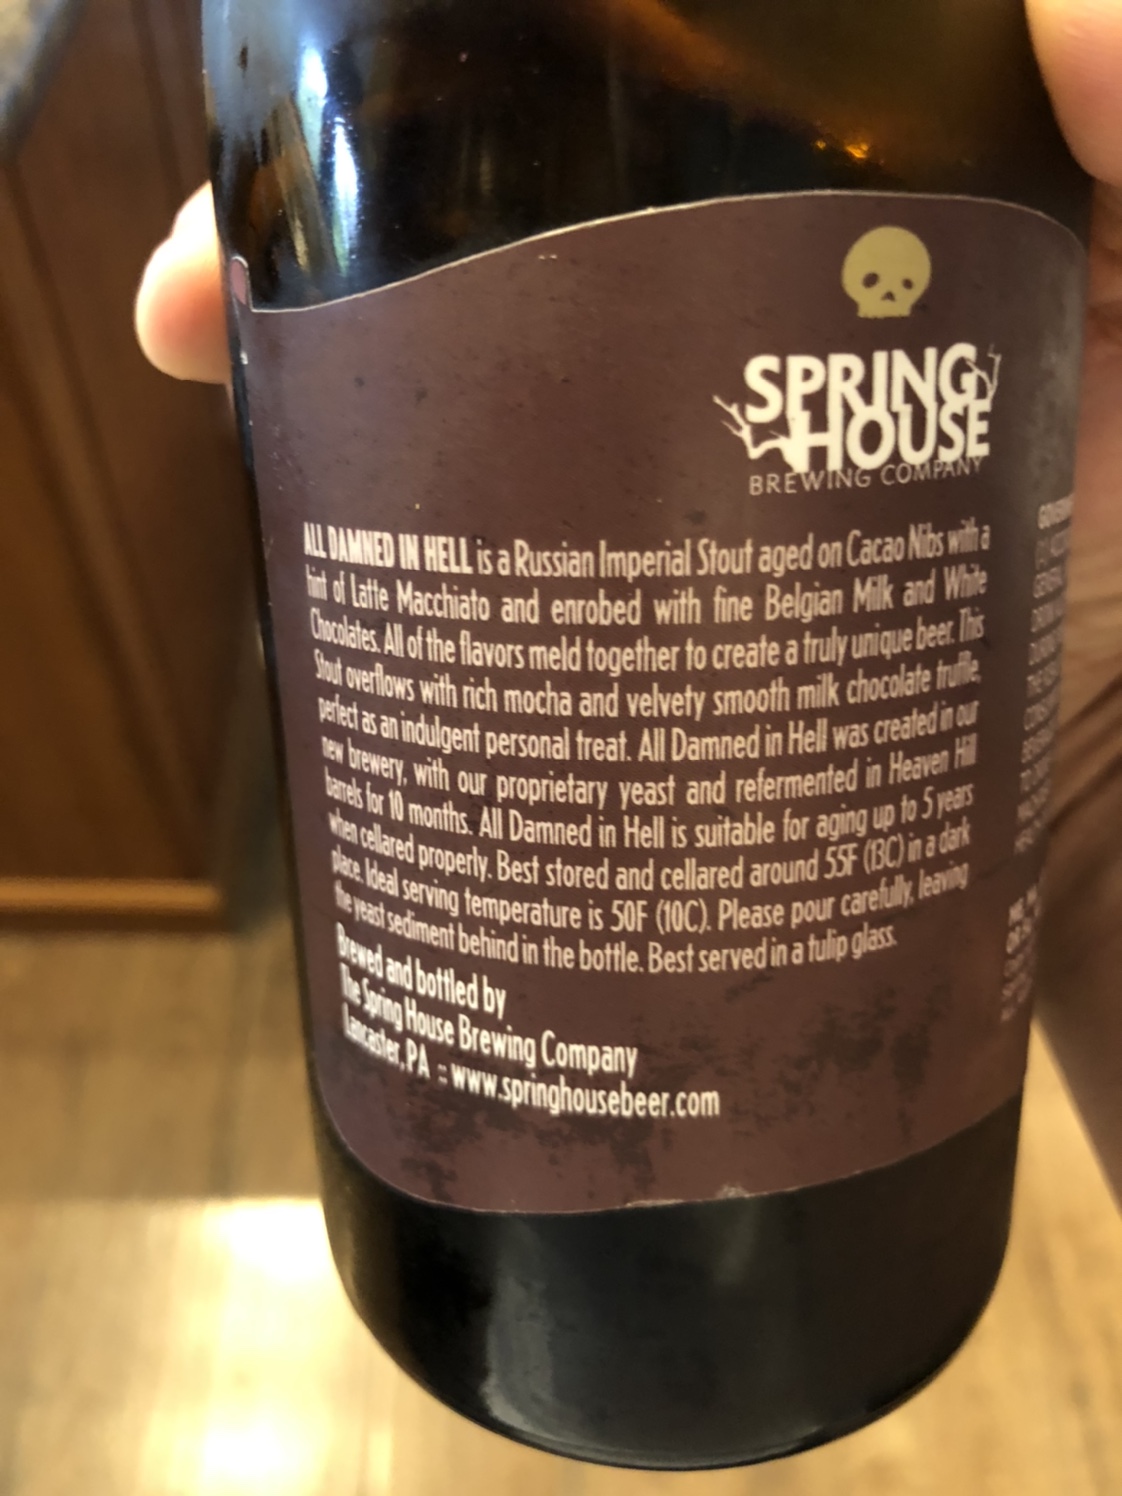 SPRING
HOUSE
BREWING COMPANY
ALL DAMNED IN HELL is a Russian Imperial Stout aged on Cacao Nibs with a
hint of Latte Macchiato and enrobed with fine Belgian Milk and White
Chocolates. All of the flavors meld together to create a truly unique beer. This
Stout overflows with rich mocha and velvety smooth milk chocolate truffle,
perfect as an indulgent personal treat. All Damned in Hell was created in our
new brewery, with our proprietary yeast and refermented in Heaven Hill
barrels for 10 months. All Damned in Hell is suitable for aging up to 5 years
when cellared properly. Best stored and cellared around 55F (13C) in a dark
place. Ideal serving temperature is 50F (10C). Please pour carefully, leaving
the yeast sediment behind in the bottle. Best served in a tulip glass.
Brewed and bottled by
The Spring House Brewing Company
Lancaster, PA :: www.springhousebeer.com